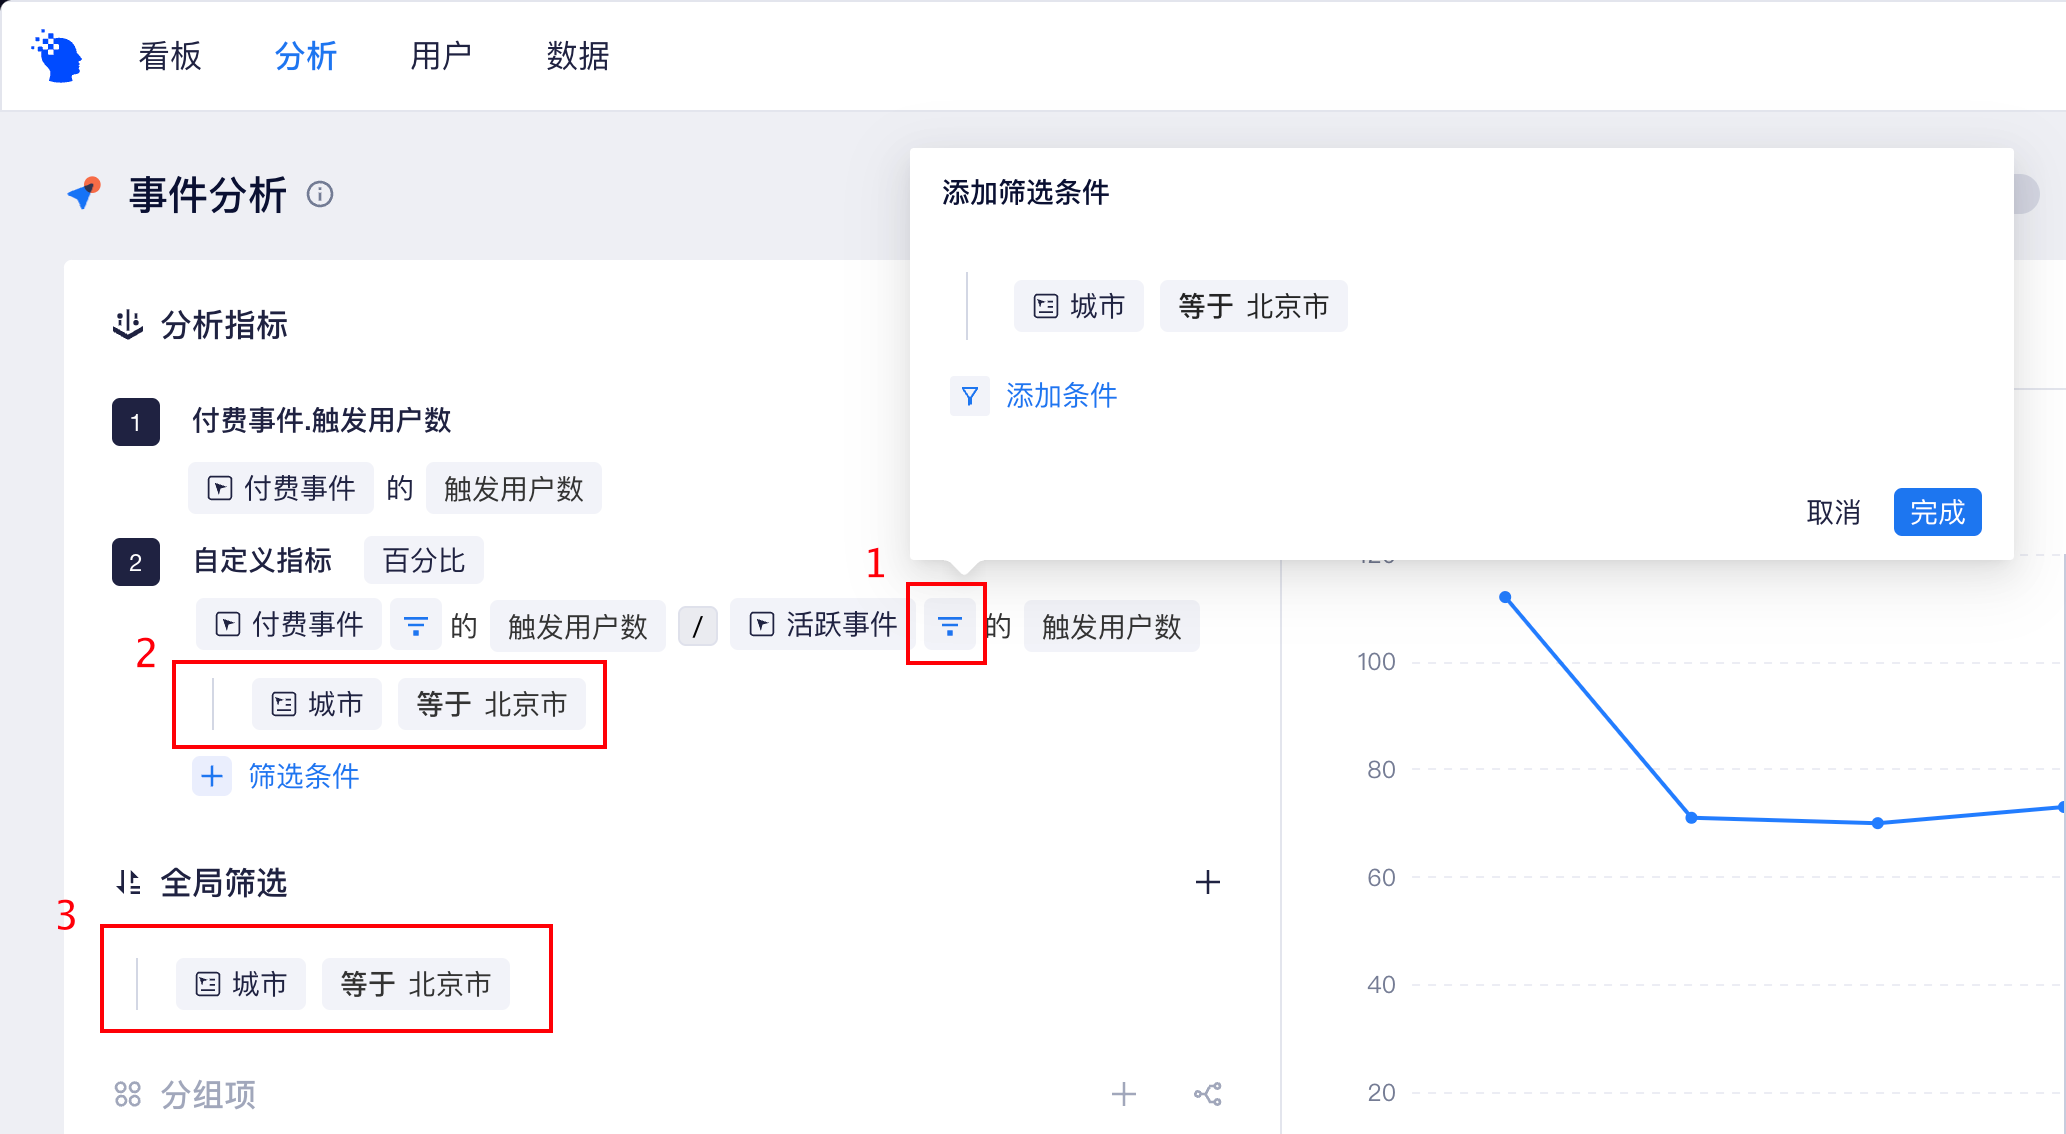 看板 分析 用户 数据
事件分析
添加筛选条件
城市 等于 北京市
添加条件
取消 完成
分析指标
1 付费事件.触发用户数
付费事件 的 触发用户数
2 自定义指标 百分比
1
付费事件 的 触发用户数 / 活跃事件 的 触发用户数
2
城市 等于 北京市
筛选条件
全局筛选
3
城市 等于 北京市
分组项
120
100
80
60
40
20